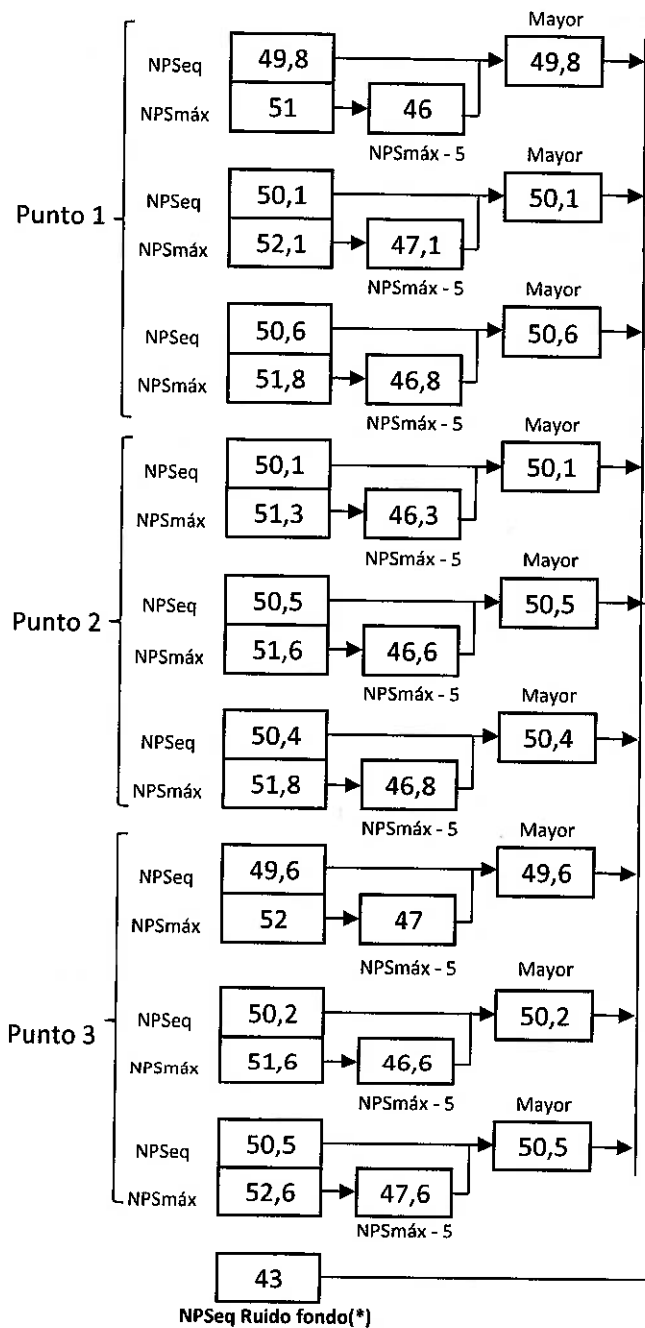 Mayor
NPSeq 49,8 49,8
NPSmáx 51 46
NPSmáx - 5
Mayor
NPSeq 50,1 50,1
Punto 1
NPSmáx 52,1 47,1
NPSmáx - 5
Mayor
NPSeq 50,6 50,6
NPSmáx 51,8 46,8
NPSmáx - 5
Mayor
NPSeq 50,1 50,1
NPSmáx 51,3 46,3
NPSmáx - 5
Mayor
NPSeq 50,5 50,5
Punto 2
NPSmáx 51,6 46,6
NPSmáx - 5
Mayor
NPSeq 50,4 50,4
NPSmáx 51,8 46,8
NPSmáx - 5
Mayor
NPSeq 49,6 49,6
NPSmáx 52 47
NPSmáx - 5
Mayor
NPSeq 50,2 50,2
Punto 3
NPSmáx 51,6 46,6
NPSmáx - 5
Mayor
NPSeq 50,5 50,5
NPSmáx 52,6 47,6
NPSmáx - 5
43
NPSeq Ruido fondo(*)